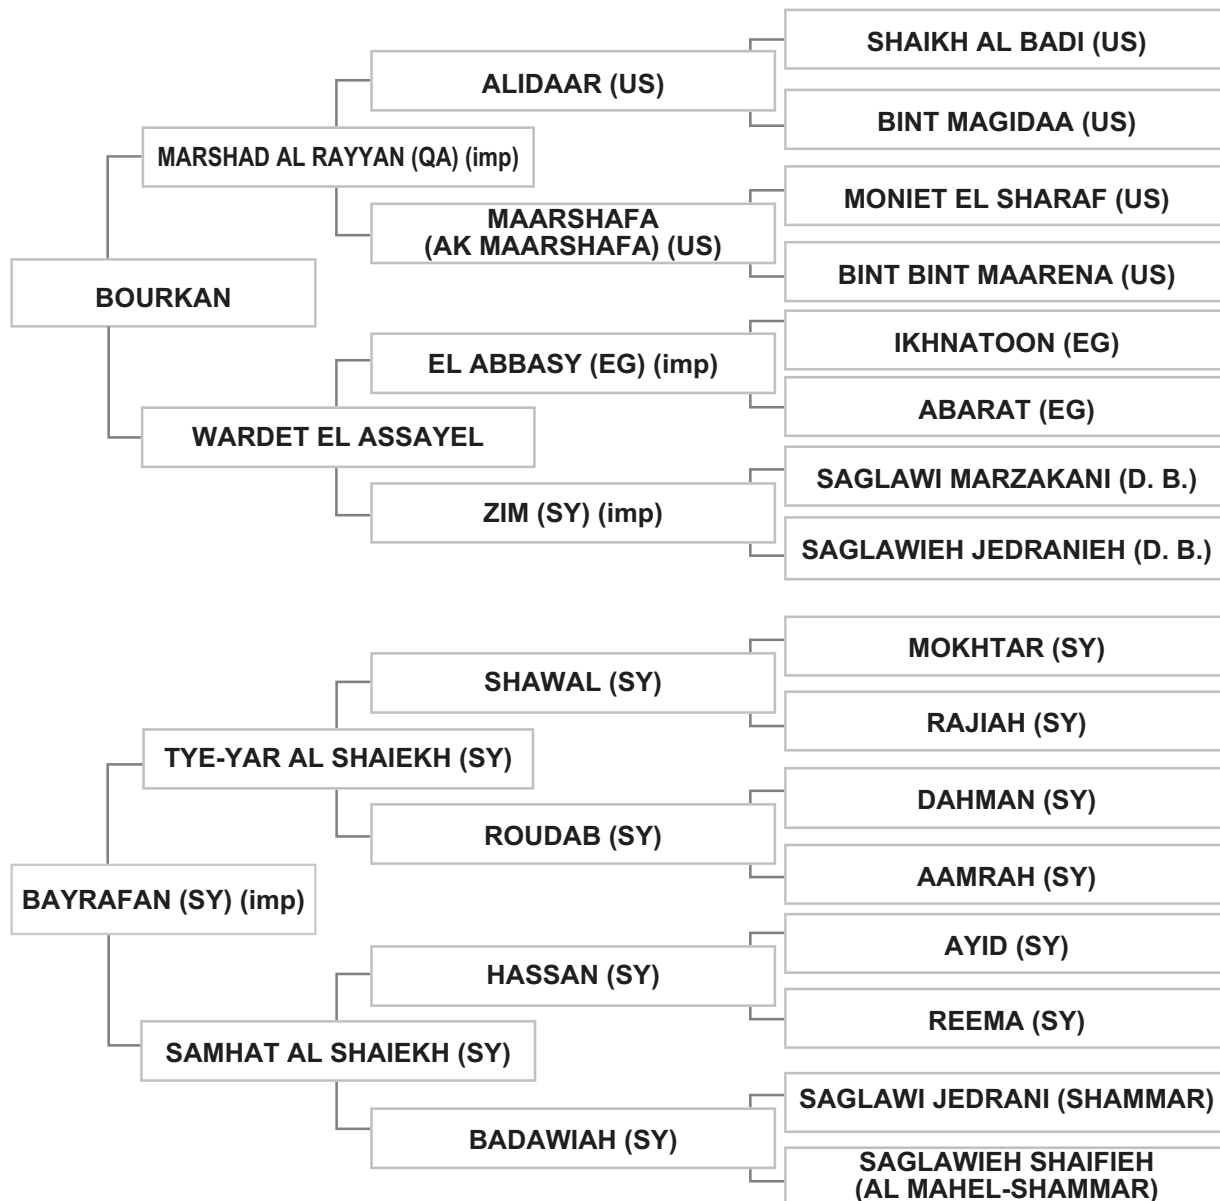 SHAIKH AL BADI (US)
ALIDAAR (US)
BINT MAGIDAA (US)
MARSHAD AL RAYYAN (QA) (imp)
MONIET EL SHARAF (US)
MAARSHAFA
(AK MAARSHAFA) (US)
BINT BINT MAARENA (US)
BOURKAN
IKHNATOON (EG)
EL ABBASY (EG) (imp)
ABARAT (EG)
WARDET EL ASSAYEL
SAGLAWI MARZAKANI (D. B.)
ZIM (SY) (imp)
SAGLAWIEH JEDRANIEH (D. B.)
MOKHTAR (SY)
SHAWAL (SY)
RAJIAH (SY)
TYE-YAR AL SHAIEKH (SY)
DAHMAN (SY)
ROUDAB (SY)
AAMRAH (SY)
BAYRAFAN (SY) (imp)
AYID (SY)
HASSAN (SY)
REEMA (SY)
SAMHAT AL SHAIEKH (SY)
SAGLAWI JEDRANI (SHAMMAR)
BADAWIAH (SY)
SAGLAWIEH SHAIFIEH
(AL MAHEL-SHAMMAR)